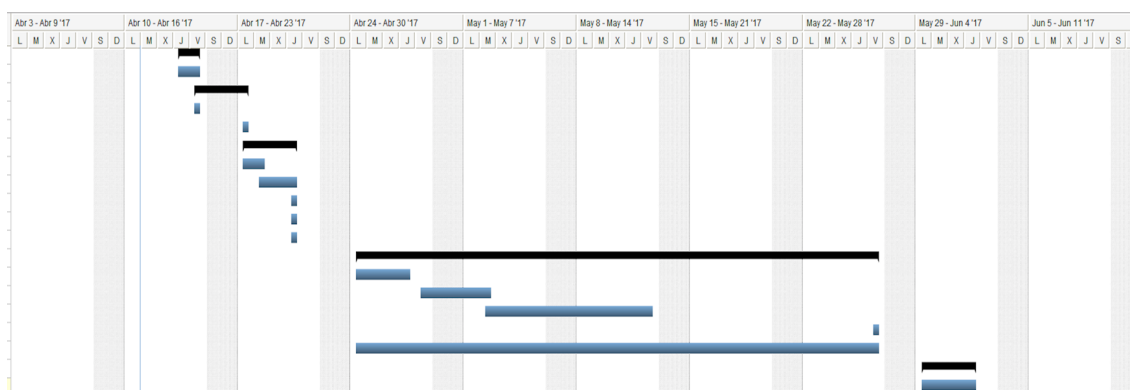 Abr 3 - Abr 9 '17 Abr 10 - Abr 16 '17 Abr 17 - Abr 23 '17 Abr 24 - Abr 30 '17 May 1 - May 7 '17 May 8 - May 14 '17 May 15 - May 21 '17 May 22 - May 28 '17 May 29 - Jun 4 '17 Jun 5 - Jun 11 '17
L M X J V S D L M X J V S D L M X J V S D L M X J V S D L M X J V S D L M X J V S D L M X J V S D L M X J V S D L M X J V S D L M X J V S